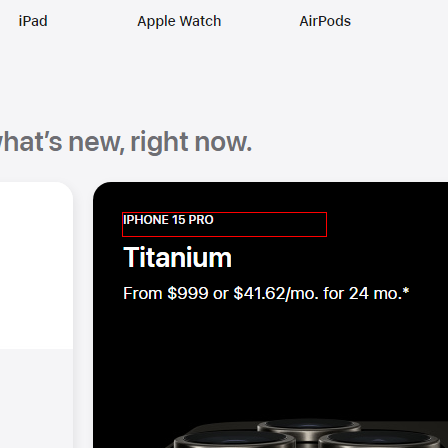 iPad
Apple Watch
AirPods
what's new, right now.
IPHONE 15 PRO
Titanium
From $999 or $41.62/mo. for 24 mo.*